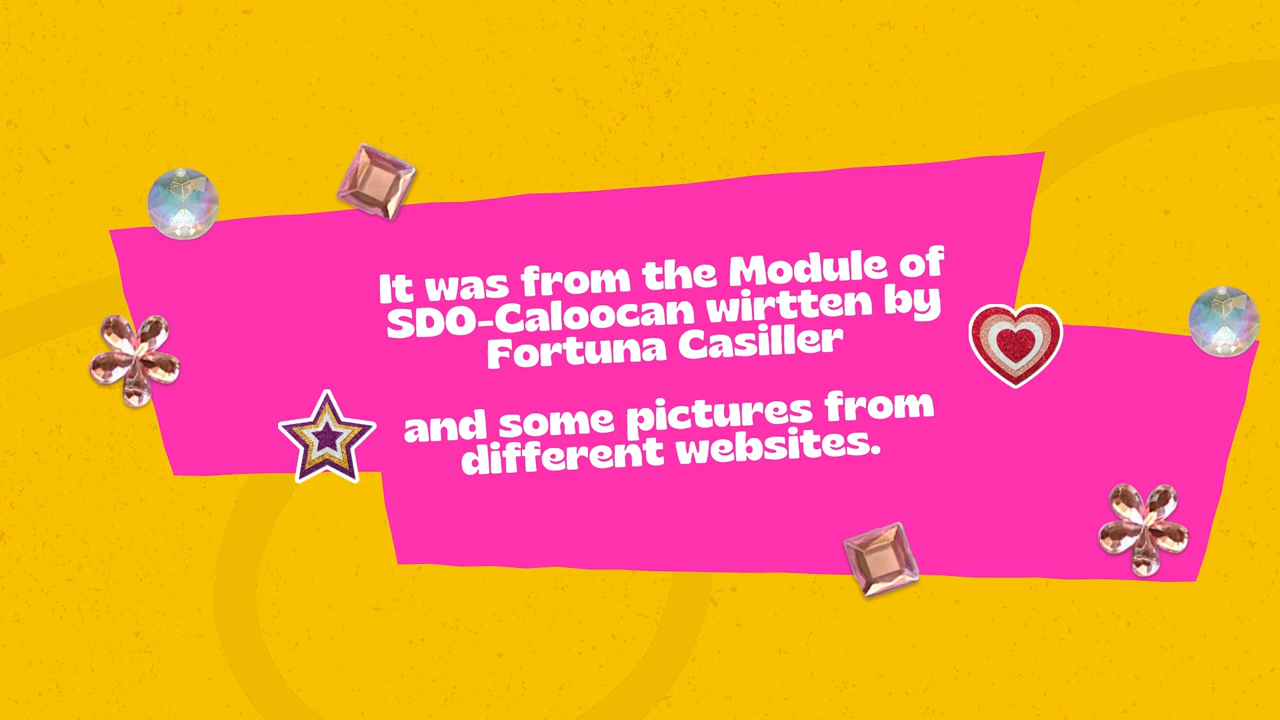 It was from the Module of
SDO-Caloocan wirtten by
Fortuna Casiller
and some pictures from
different websites.